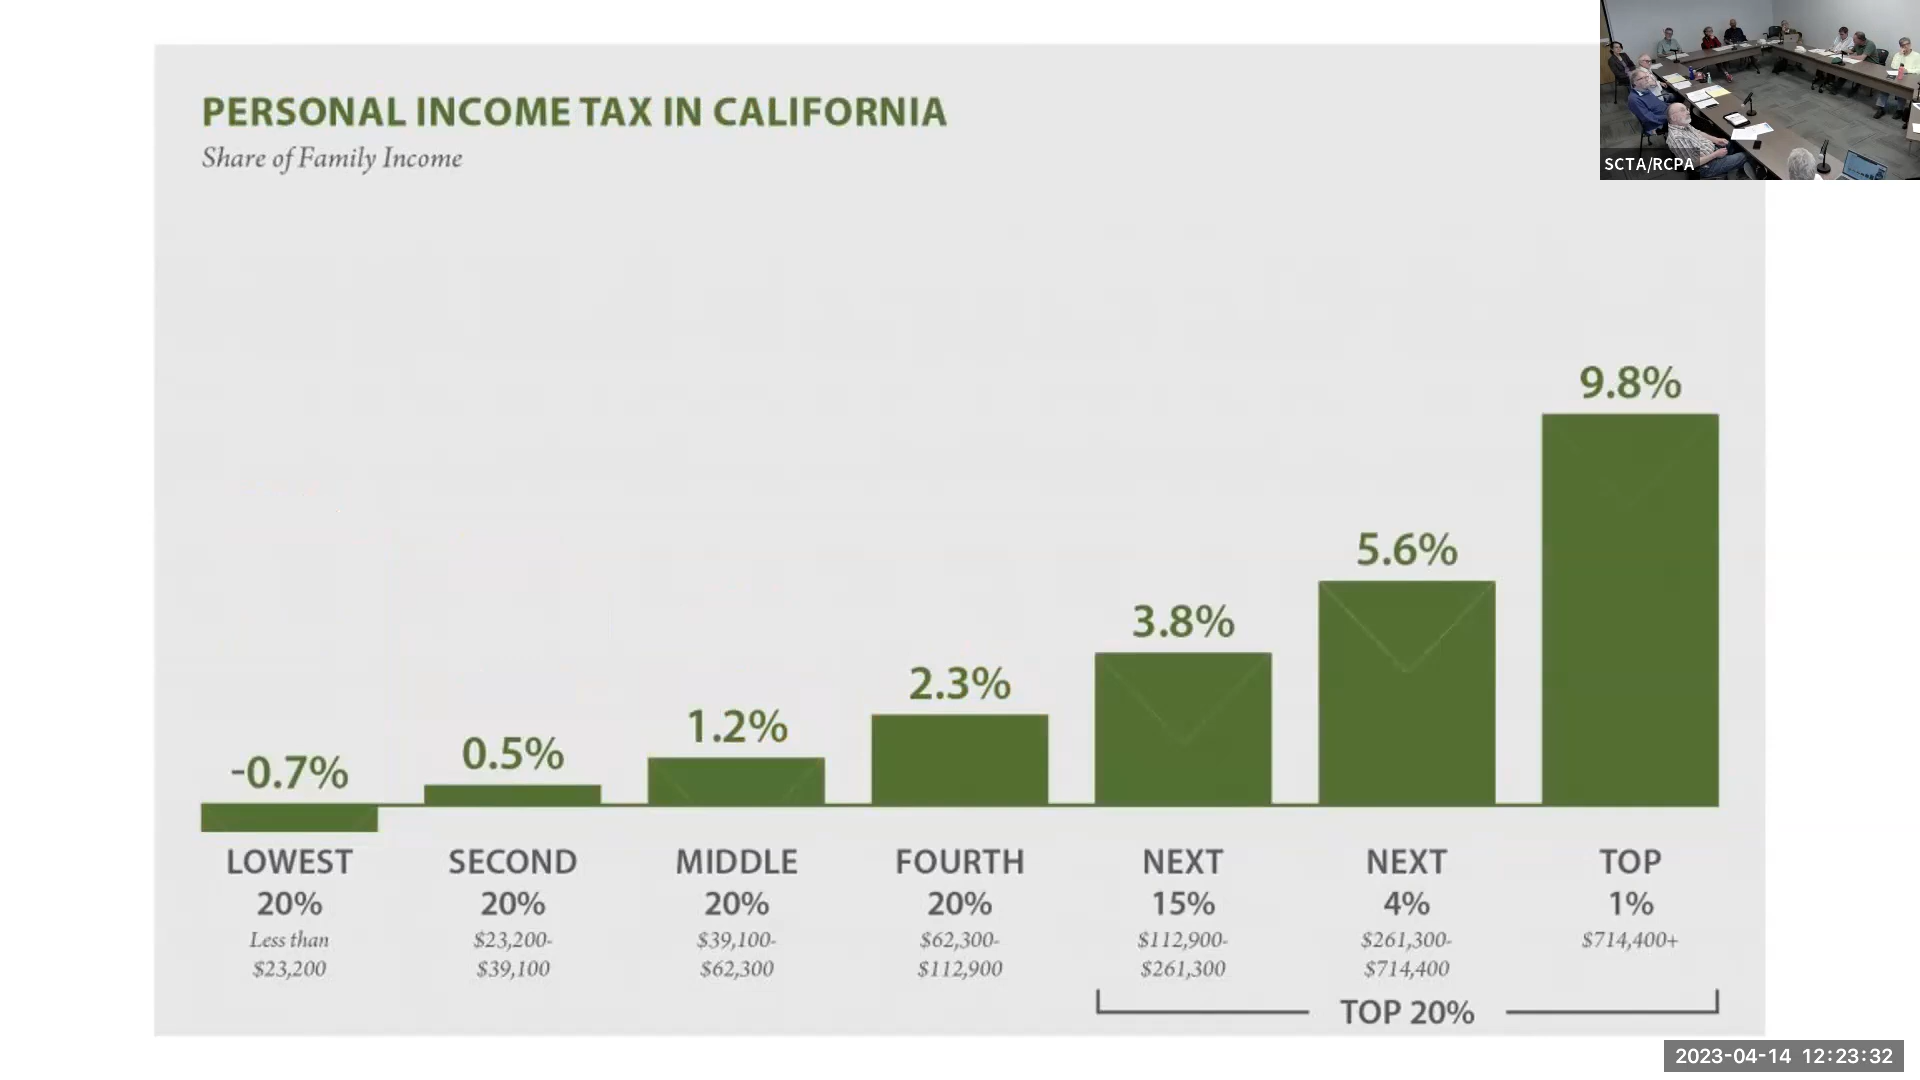 PERSONAL INCOME TAX IN CALIFORNIA
Share of Family Income
SCTA/RCPA
-0.7%
0.5%
1.2%
2.3%
3.8%
5.6%
9.8%
LOWEST
20%
Less than
$23,200
SECOND
20%
$23,200-
$39,100
MIDDLE
20%
$39,100-
$62,300
FOURTH
20%
$62,300-
$112,900
NEXT
15%
$112,900-
$261,300
NEXT
4%
$261,300-
$714,400
TOP
1%
$714,400+
TOP 20%
2023-04-14 12:23:32